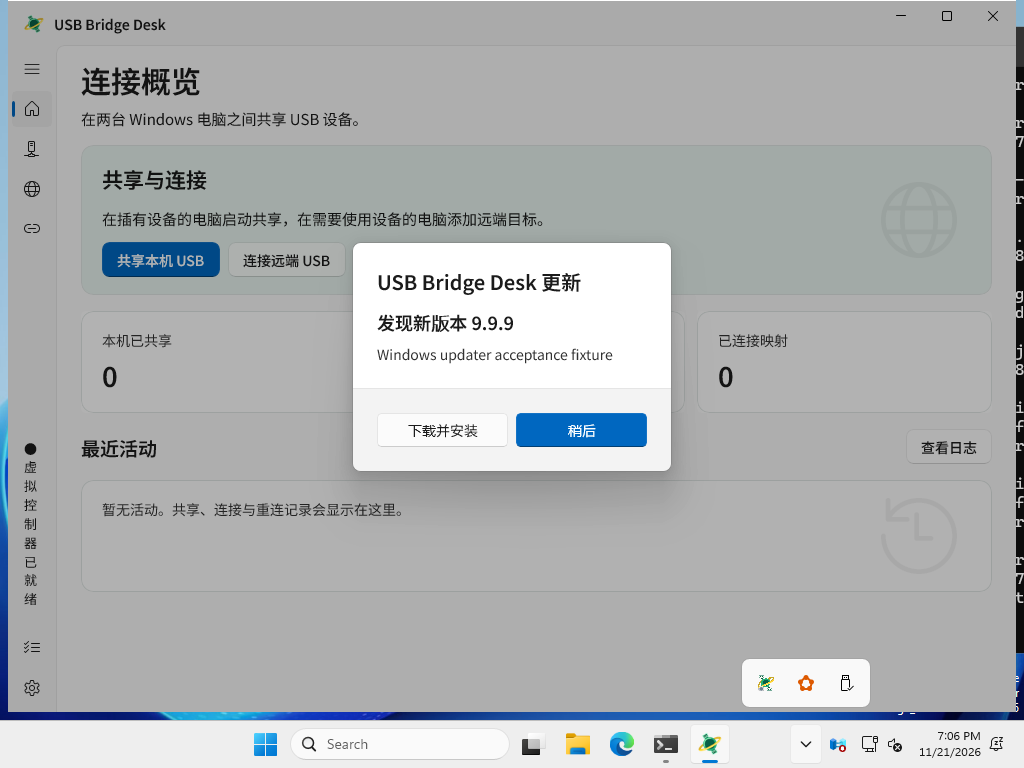 USB Bridge Desk
连接概览
在两台 Windows 电脑之间共享 USB 设备。
共享与连接
在插有设备的电脑启动共享，在需要使用设备的电脑添加远端目标。
共享本机 USB
连接远端 USB
USB Bridge Desk 更新
发现新版本 9.9.9
Windows updater acceptance fixture
下载并安装
稍后
本机已共享
0
已连接映射
0
最近活动
查看日志
暂无活动。共享、连接与重连记录会显示在这里。
虚
拟
控
制
器
已
就
绪
Search
7:06 PM
11/21/2026